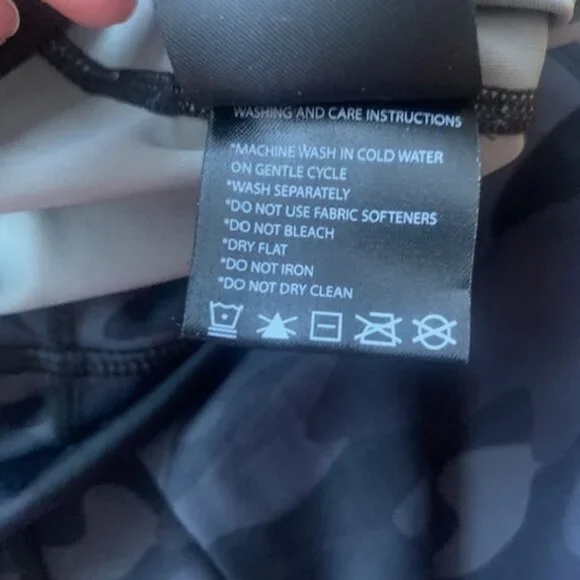 WASHING AND CARE INSTRUCTIONS
*MACHINE WASH IN COLD WATER
ON GENTLE CYCLE
*WASH SEPARATELY
*DO NOT USE FABRIC SOFTENERS
*DO NOT BLEACH
*DRY FLAT
*DO NOT IRON
*DO NOT DRY CLEAN